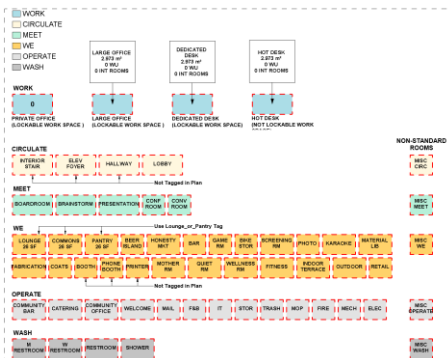 WORK
CIRCULATE
MEET
WE
OPERATE
WASH
LARGE OFFICE
2.973 m²
0 WU
0 INT ROOMS
DEDICATED
DESK
2.973 m²
0 WU
0 INT ROOMS
HOT DESK
2.973 m²
0 WU
0 INT ROOMS
WORK
0
PRIVATE OFFICE
(LOCKABLE WORK SPACE )
LARGE OFFICE
(LOCKABLE WORK SPACE )
DEDICATED DESK
(LOCKABLE WORK SPACE)
HOT DESK
(NOT LOCKABLE WORK
NON-STANDARD
ROOMS
CIRCULATE
INTERIOR
STAIR
ELEV
FOYER
HALLWAY
LOBBY
MISC
CIRC
Not Tagged in Plan
MEET
BOARDROOM
BRAINSTORM
PRESENTATION
CONF
ROOM
CONV
ROOM
MISC
MEET
WE
Use Lounge_or_Pantry Tag
LOUNGE
26 SF
COMMONS
26 SF
PANTRY
26 SF
BEER
ISLAND
HONESTY
MKT
BAR
GAME
RM
BIKE
STOR
SCREENING
RM
PHOTO
KARAOKE
MATERIAL
LIB
MISC
WE
FABRICATION
COATS
BOOTH
PHONE
BOOTH
PRINTER
MOTHER
RM
QUIET
RM
WELLNESS
RM
FITNESS
INDOOR
TERRACE
OUTDOOR
RETAIL
Not Tagged in Plan
OPERATE
COMMUNITY
BAR
CATERING
COMMUNITY
OFFICE
WELCOME
MAIL
F&B
IT
STOR
TRASH
MOP
FIRE
MECH
ELEC
MISC
OPERATE
WASH
M
RESTROOM
W
RESTROOM
RESTROOM
SHOWER
MISC
WASH